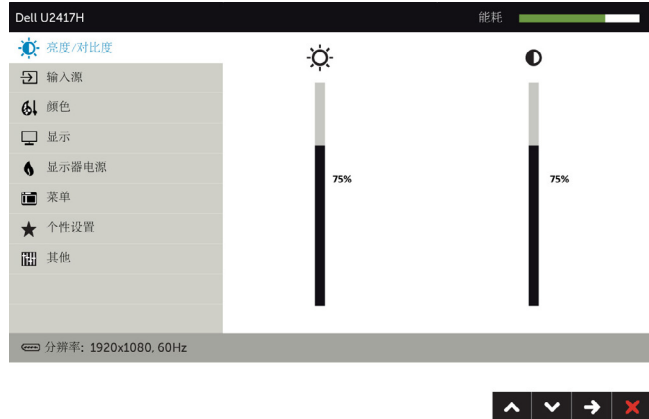 Dell U2417H
能耗
亮度/对比度
输入源
颜色
显示
显示器电源
菜单
个性设置
其他
75%
75%
分辨率: 1920x1080, 60Hz